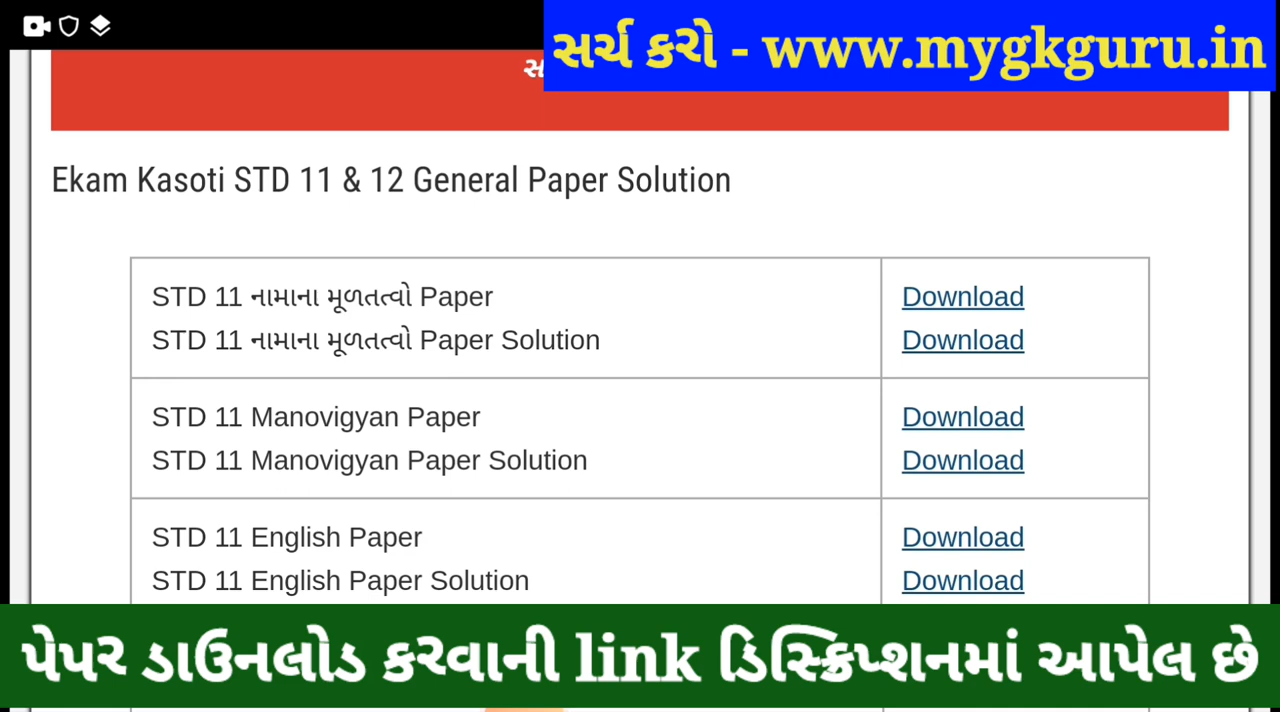 સર્ચ કરો - www.mygkguru.in
Ekam Kasoti STD 11 & 12 General Paper Solution
STD 11 નામાના મૂળતત્વો Paper Download
STD 11 નામાના મૂળતત્વો Paper Solution Download
STD 11 Manovigyan Paper Download
STD 11 Manovigyan Paper Solution Download
STD 11 English Paper Download
STD 11 English Paper Solution Download
પેપર ડાઉનલોડ કરવાની link ડિસ્ક્રિપ્શનમાં આપેલ છે